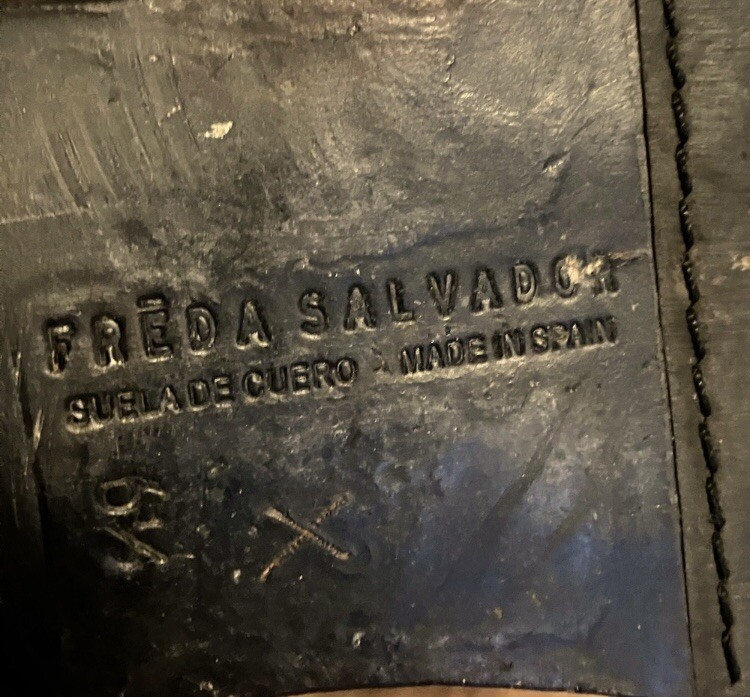 FRĒDA SALVADOR
SUELA DE CUERO X MADE IN SPAIN
X